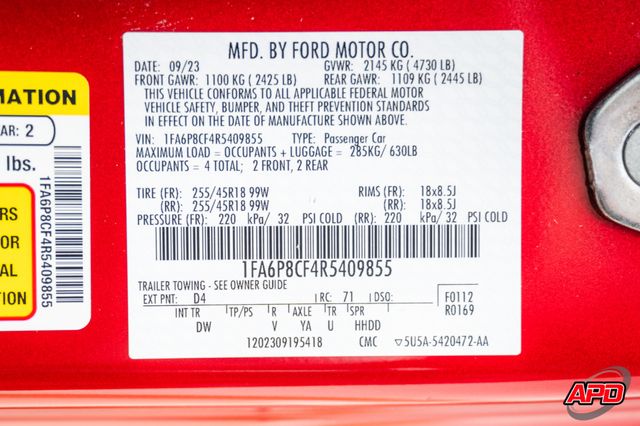 MFD. BY FORD MOTOR CO.
DATE: 09/23 GVWR: 2145 KG ( 4730 LB)
FRONT GAWR: 1100 KG ( 2425 LB) REAR GAWR: 1109 KG ( 2445 LB)
THIS VEHICLE CONFORMS TO ALL APPLICABLE FEDERAL MOTOR
VEHICLE SAFETY, BUMPER, AND THEFT PREVENTION STANDARDS
IN EFFECT ON THE DATE OF MANUFACTURE SHOWN ABOVE.
VIN: 1FA6P8CF4R5409855 TYPE: Passenger Car
MAXIMUM LOAD = OCCUPANTS + LUGGAGE = 285KG/ 630LB
OCCUPANTS = 4 TOTAL; 2 FRONT, 2 REAR
TIRE (FR): 255/45R18 99W RIMS (FR): 18x8.5J
(RR): 255/45R18 99W (RR): 18x8.5J
PRESSURE (FR): 220 kPa/ 32 PSI COLD (RR): 220 kPa/ 32 PSI COLD
1FA6P8CF4R5409855
TRAILER TOWING - SEE OWNER GUIDE
EXT PNT: D4 RC: 71 DSO: F0112
R0169
INT TR TP/PS R AXLE TR SPR
DW V YA U HHDD
1202309195418 CMC 5U5A-5420472-AA
RMATION
AR: 2
lbs.
RS
OR
AL
S
1FA6P8CF4R5409855
APD